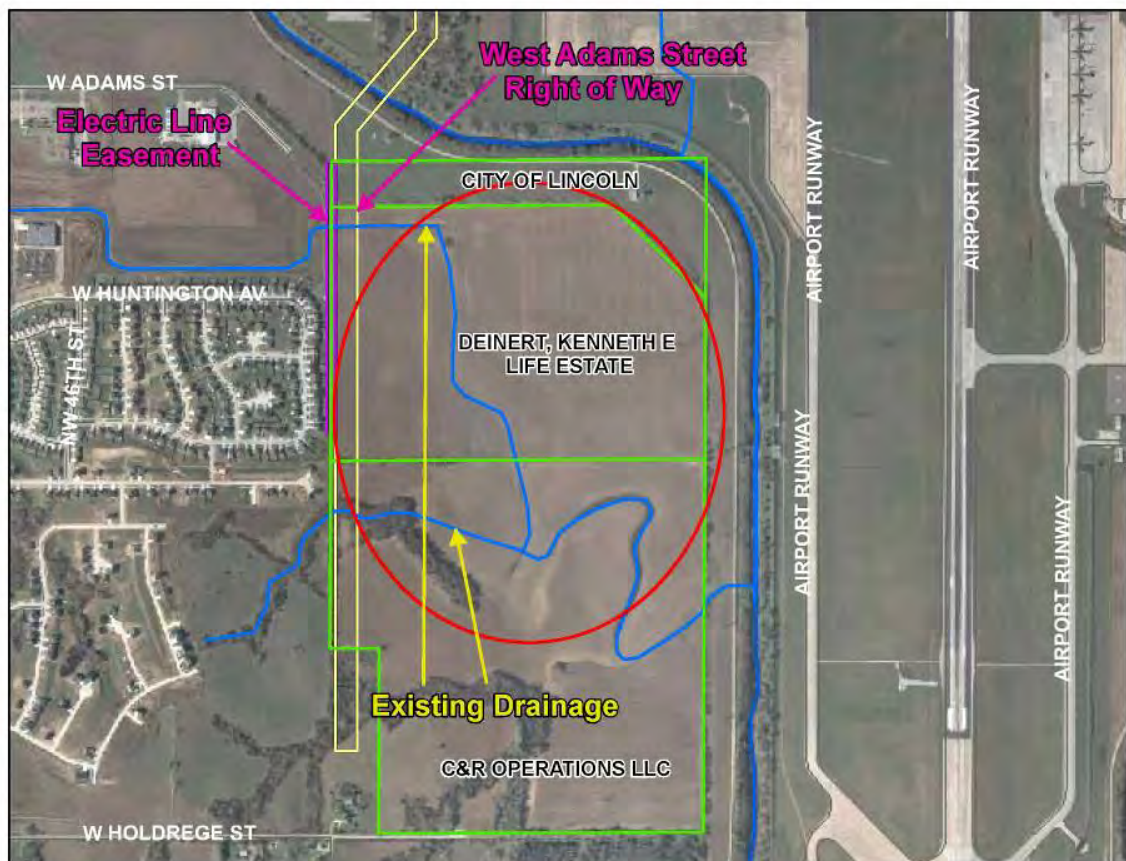 West Adams Street
Right of Way
W ADAMS ST
Electric Line
Easement
CITY OF LINCOLN
AIRPORT RUNWAY
AIRPORT RUNWAY
W HUNTINGTON AV
NW 46TH ST
DEINERT, KENNETH E
LIFE ESTATE
AIRPORT RUNWAY
AIRPORT RUNWAY
Existing Drainage
C&R OPERATIONS LLC
W HOLDREGE ST